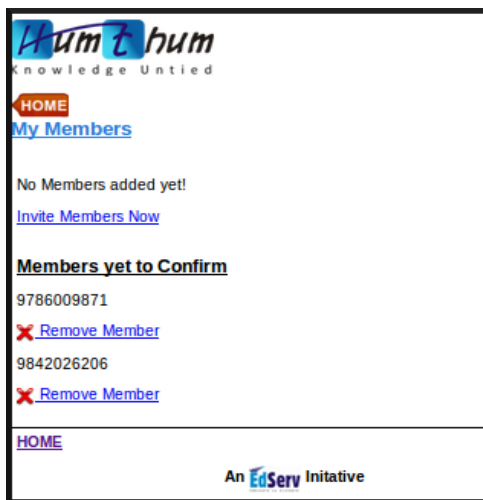 Hum Thum
Knowledge Untied
HOME
My Members
No Members added yet!
Invite Members Now
Members yet to Confirm
9786009871
Remove Member
9842026206
Remove Member
HOME
An EdServ Initative